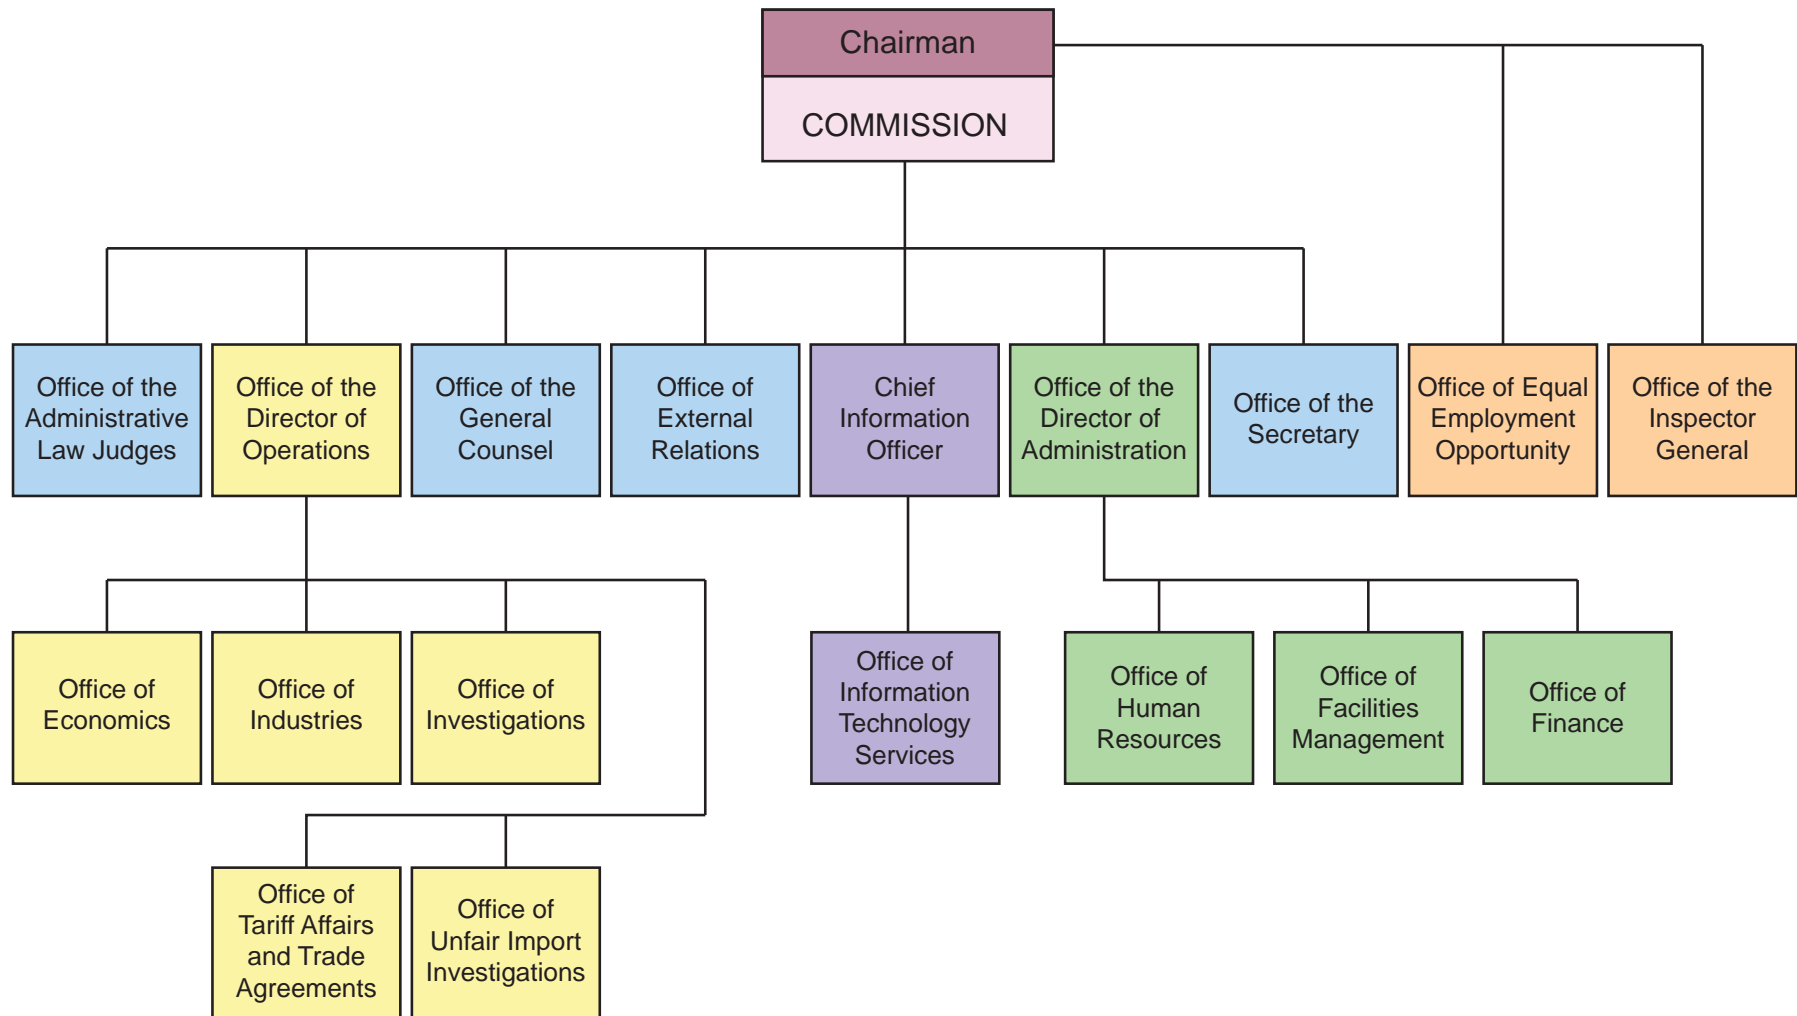 Chairman
COMMISSION
Office of the
Administrative
Law Judges
Office of the
Director of
Operations
Office of the
General
Counsel
Office of
External
Relations
Chief
Information
Officer
Office of the
Director of
Administration
Office of the
Secretary
Office of Equal
Employment
Opportunity
Office of the
Inspector
General
Office of
Economics
Office of
Industries
Office of
Investigations
Office of
Information
Technology
Services
Office of
Human
Resources
Office of
Facilities
Management
Office of
Finance
Office of
Tariff Affairs
and Trade
Agreements
Office of
Unfair Import
Investigations